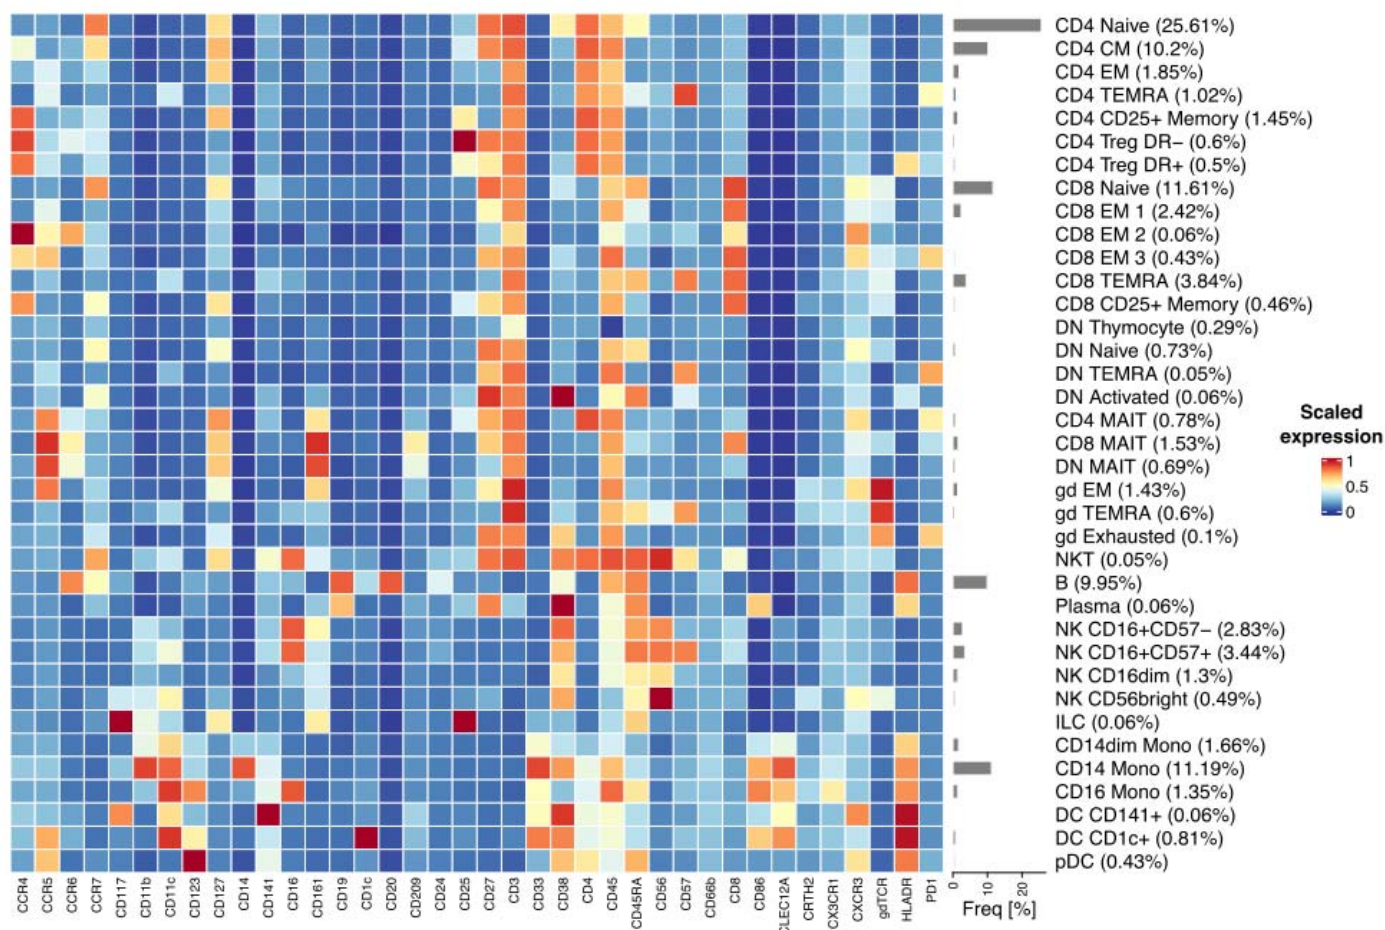 CD4 Naive (25.61%)
CD4 CM (10.2%)
CD4 EM (1.85%)
CD4 TEMRA (1.02%)
CD4 CD25+ Memory (1.45%)
CD4 Treg DR− (0.6%)
CD4 Treg DR+ (0.5%)
CD8 Naive (11.61%)
CD8 EM 1 (2.42%)
CD8 EM 2 (0.06%)
CD8 EM 3 (0.43%)
CD8 TEMRA (3.84%)
CD8 CD25+ Memory (0.46%)
DN Thymocyte (0.29%)
DN Naive (0.73%)
DN TEMRA (0.05%)
DN Activated (0.06%)
CD4 MAIT (0.78%)
CD8 MAIT (1.53%)
DN MAIT (0.69%)
gd EM (1.43%)
gd TEMRA (0.6%)
gd Exhausted (0.1%)
NKT (0.05%)
B (9.95%)
Plasma (0.06%)
NK CD16+CD57− (2.83%)
NK CD16+CD57+ (3.44%)
NK CD16dim (1.3%)
NK CD56bright (0.49%)
ILC (0.06%)
CD14dim Mono (1.66%)
CD14 Mono (11.19%)
CD16 Mono (1.35%)
DC CD141+ (0.06%)
DC CD1c+ (0.81%)
pDC (0.43%)
Scaled
expression
1
0.5
0
CCR4
CCR5
CCR6
CCR7
CD117
CD11b
CD11c
CD123
CD127
CD14
CD141
CD16
CD161
CD19
CD1c
CD20
CD209
CD24
CD25
CD27
CD3
CD33
CD38
CD4
CD45
CD45RA
CD56
CD57
CD66b
CD8
CD86
CLEC12A
CRTH2
CX3CR1
CXCR3
gdTCR
HLADR
PD1
0 10 20
Freq [%]